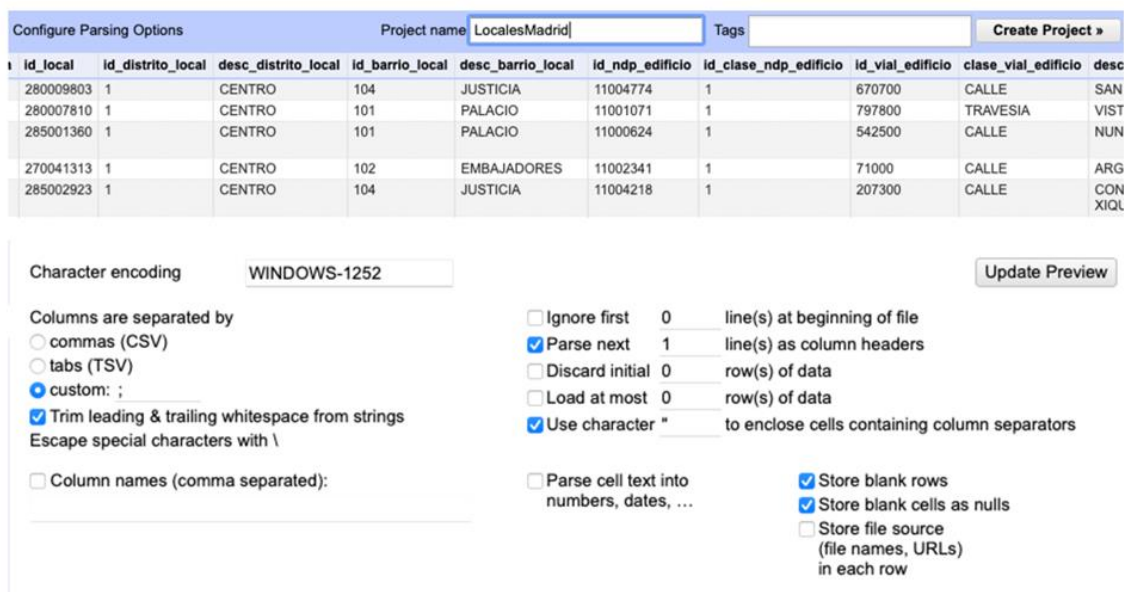 Configure Parsing Options Project name LocalesMadrid Tags Create Project »
id_local id_distrito_local desc_distrito_local id_barrio_local desc_barrio_local id_ndp_edificio id_clase_ndp_edificio id_vial_edificio clase_vial_edificio desc
280009803 1 CENTRO 104 JUSTICIA 11004774 1 670700 CALLE SAN
280007810 1 CENTRO 101 PALACIO 11001071 1 797800 TRAVESIA VIST
285001360 1 CENTRO 101 PALACIO 11000624 1 542500 CALLE NUN
270041313 1 CENTRO 102 EMBAJADORES 11002341 1 71000 CALLE ARG
285002923 1 CENTRO 104 JUSTICIA 11004218 1 207300 CALLE CON
XIQU
Character encoding WINDOWS-1252 Update Preview
Columns are separated by
commas (CSV)
tabs (TSV)
custom: ;
Trim leading & trailing whitespace from strings
Escape special characters with \
Column names (comma separated):
Ignore first 0 line(s) at beginning of file
Parse next 1 line(s) as column headers
Discard initial 0 row(s) of data
Load at most 0 row(s) of data
Use character " to enclose cells containing column separators
Parse cell text into
numbers, dates, ...
Store blank rows
Store blank cells as nulls
Store file source
(file names, URLs)
in each row